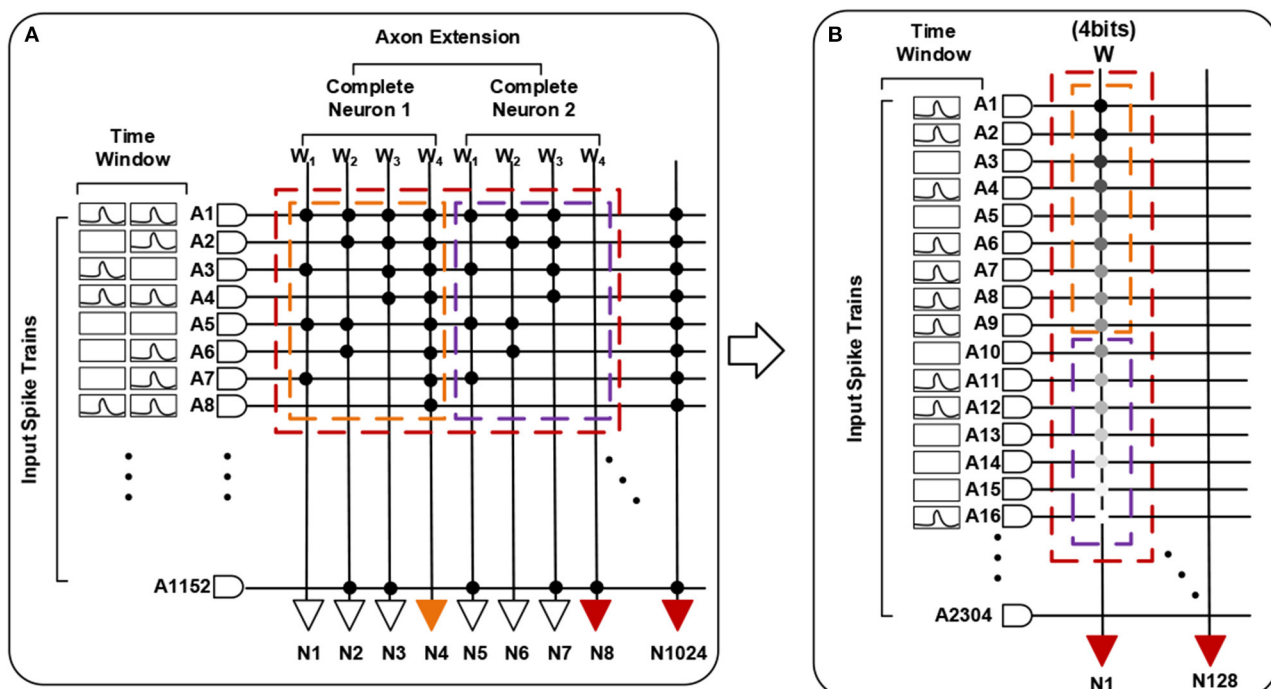 A
Axon Extension
Complete
Neuron 1
Complete
Neuron 2
Time
Window
W1 W2 W3 W4 W1 W2 W3 W4
Input Spike Trains
A1
A2
A3
A4
A5
A6
A7
A8
A1152
N1 N2 N3 N4 N5 N6 N7 N8 N1024
B
Time
Window
(4bits)
W
Input Spike Trains
A1
A2
A3
A4
A5
A6
A7
A8
A9
A10
A11
A12
A13
A14
A15
A16
A2304
N1 N128